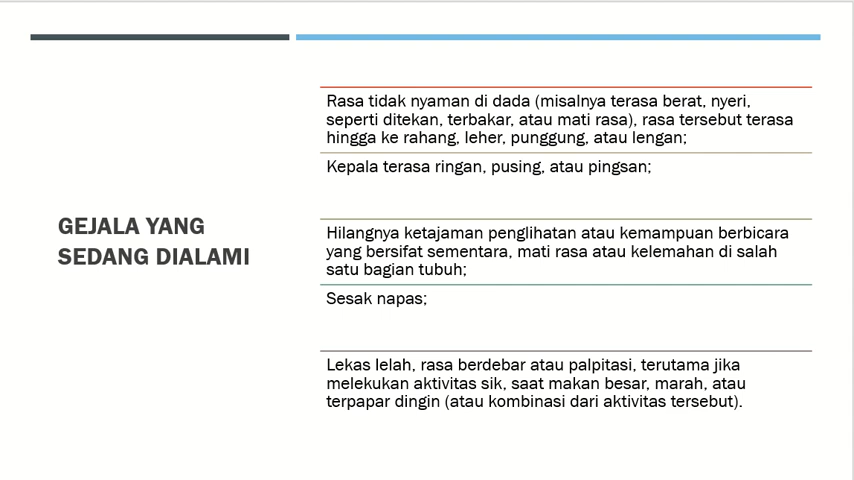 GEJALA YANG
SEDANG DIALAMI
Rasa tidak nyaman di dada (misalnya terasa berat, nyeri,
seperti ditekan, terbakar, atau mati rasa), rasa tersebut terasa
hingga ke rahang, leher, punggung, atau lengan;
Kepala terasa ringan, pusing, atau pingsan;
Hilangnya ketajaman penglihatan atau kemampuan berbicara
yang bersifat sementara, mati rasa atau kelemahan di salah
satu bagian tubuh;
Sesak napas;
Lekas lelah, rasa berdebar atau palpitasi, terutama jika
melekukan aktivitas sik, saat makan besar, marah, atau
terpapar dingin (atau kombinasi dari aktivitas tersebut).